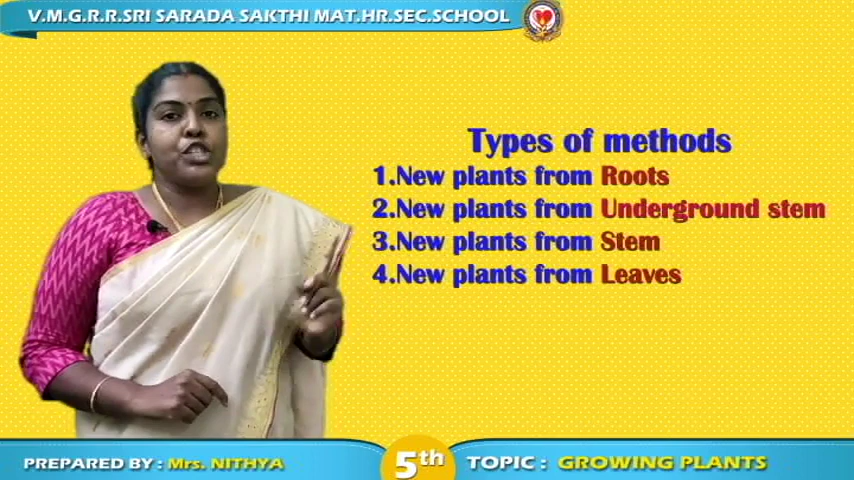 V.M.G.R.R.SRI SARADA SAKTHI MAT.HR.SEC.SCHOOL
Types of methods
1.New plants from Roots
2.New plants from Underground stem
3.New plants from Stem
4.New plants from Leaves
PREPARED BY : Mrs. NITHYA
5th
TOPIC : GROWING PLANTS